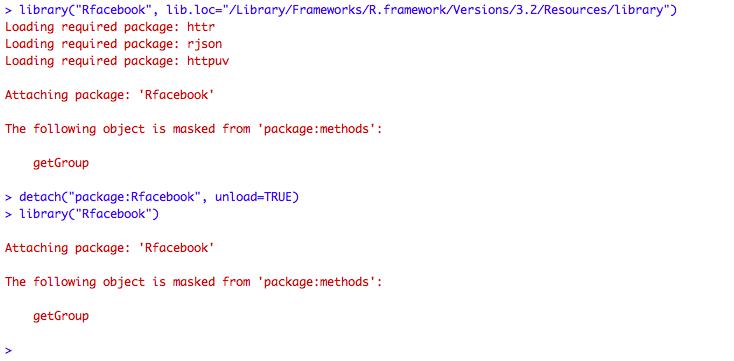 > library("Rfacebook", lib.loc="/Library/Frameworks/R.framework/Versions/3.2/Resources/library")
Loading required package: httr
Loading required package: rjson
Loading required package: httpuv
Attaching package: 'Rfacebook'
The following object is masked from 'package:methods':
    getGroup
> detach("package:Rfacebook", unload=TRUE)
> library("Rfacebook")
Attaching package: 'Rfacebook'
The following object is masked from 'package:methods':
    getGroup
>